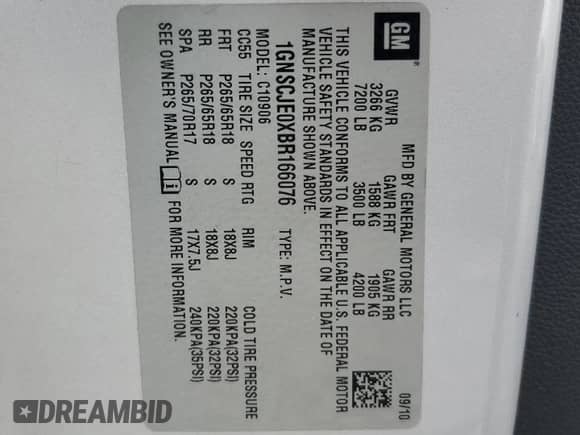 GM
MFD BY GENERAL MOTORS LLC 09/10
GVWR GAWR FRT GAWR RR
3266 KG 1588 KG 1905 KG
7200 LB 3500 LB 4200 LB
THIS VEHICLE CONFORMS TO ALL APPLICABLE U.S. FEDERAL MOTOR
VEHICLE SAFETY STANDARDS IN EFFECT ON THE DATE OF
MANUFACTURE SHOWN ABOVE.
1GNSCJE0XBR166076 TYPE: M.P.V.
MODEL: C10906
CC55 TIRE SIZE SPEED RTG RIM COLD TIRE PRESSURE
FRT P265/65R18 S 18X8J 220KPA(32PSI)
RR P265/65R18 S 18X8J 220KPA(32PSI)
SPA P265/70R17 S 17X7.5J 240KPA(35PSI)
SEE OWNER'S MANUAL i FOR MORE INFORMATION.
DREAMBID